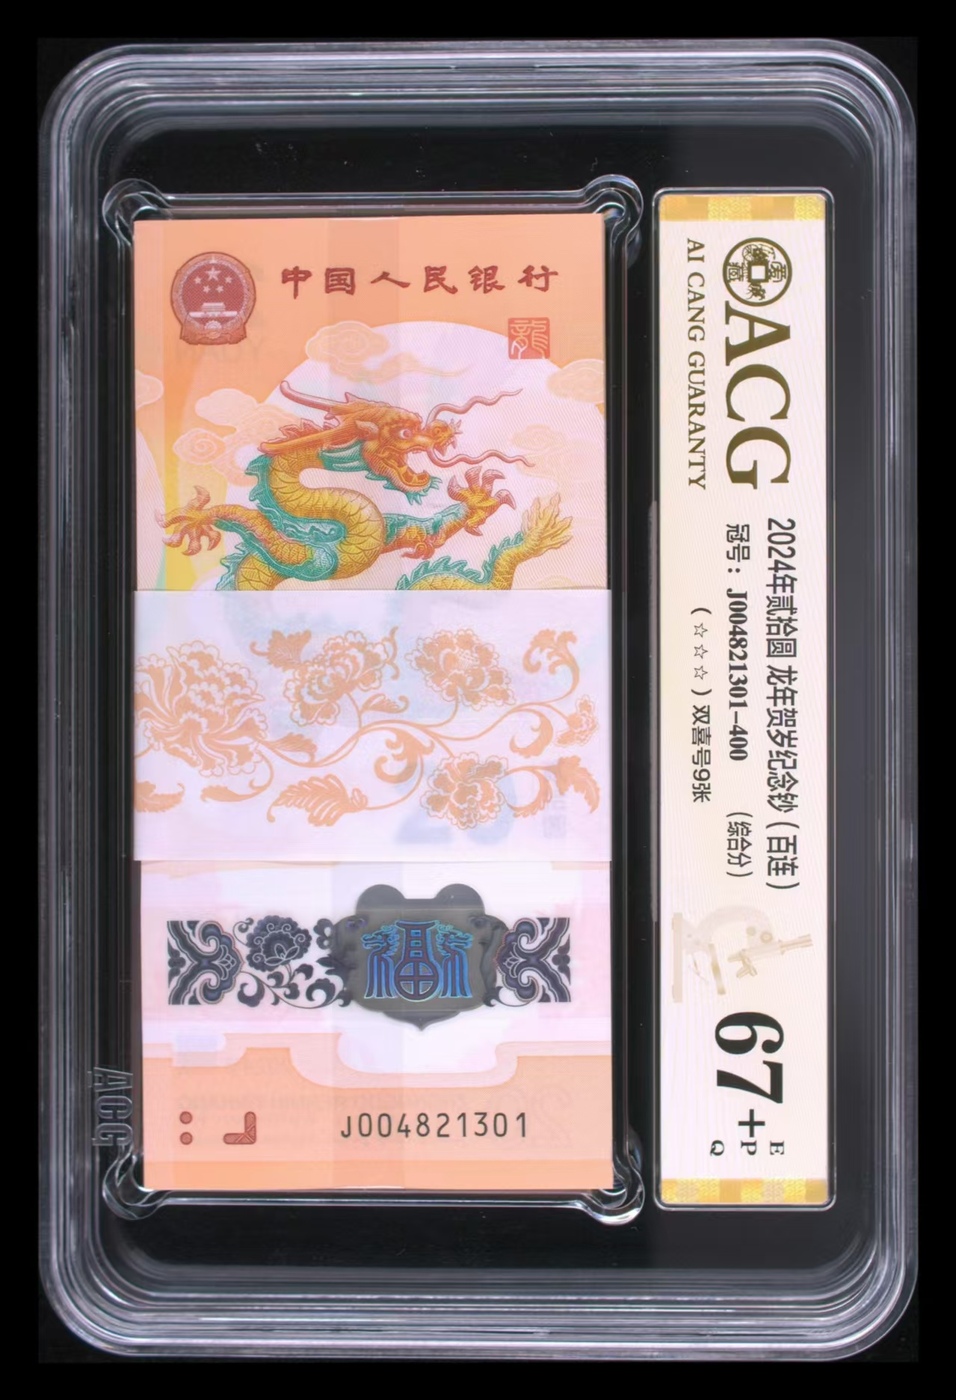 中国人民银行
龍
福
J004821301
ACG
ACG
AI CANG GUARANTY
2024年贰拾圆 龙年贺岁纪念钞（百连）
冠号：J004821301-400 （综合分）
（☆☆☆）双喜号9张
67+
E
P
Q